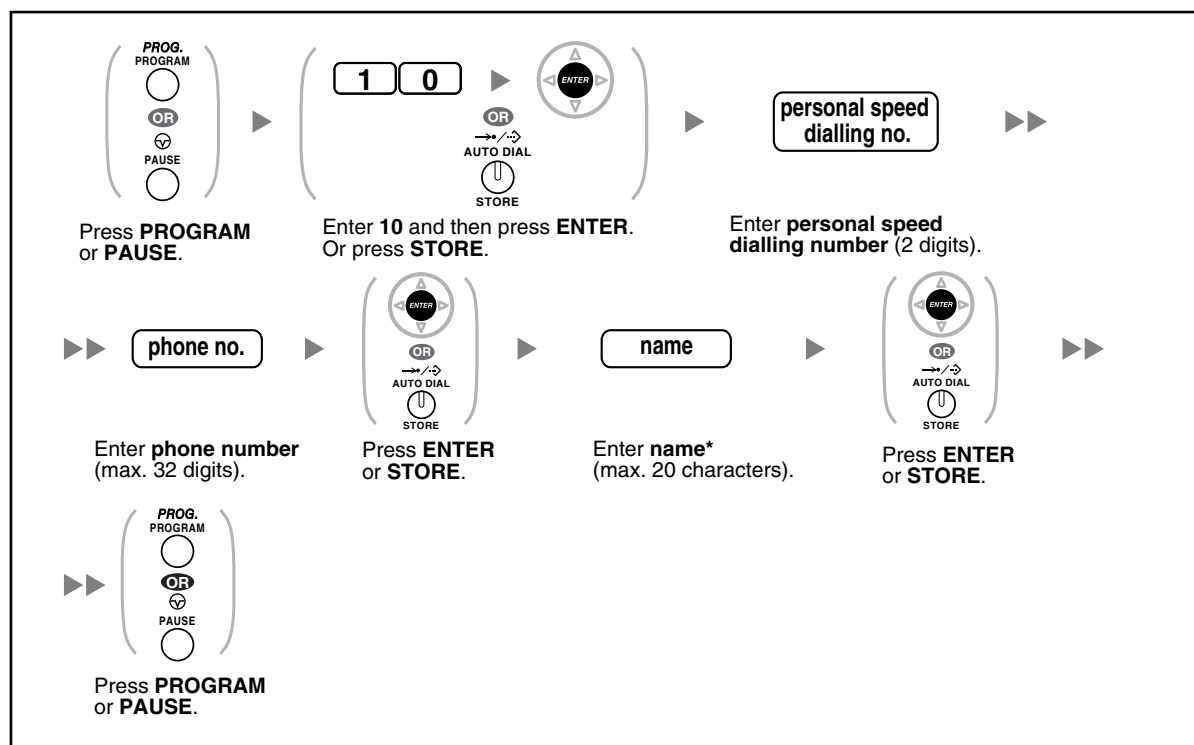 PROG.
PROGRAM
OR
PAUSE
Press PROGRAM
or PAUSE.
1 0
ENTER
OR
AUTO DIAL
STORE
Enter 10 and then press ENTER.
Or press STORE.
personal speed
dialling no.
Enter personal speed
dialling number (2 digits).
phone no.
Enter phone number
(max. 32 digits).
ENTER
OR
AUTO DIAL
STORE
Press ENTER
or STORE.
name
Enter name*
(max. 20 characters).
ENTER
OR
AUTO DIAL
STORE
Press ENTER
or STORE.
PROG.
PROGRAM
OR
PAUSE
Press PROGRAM
or PAUSE.